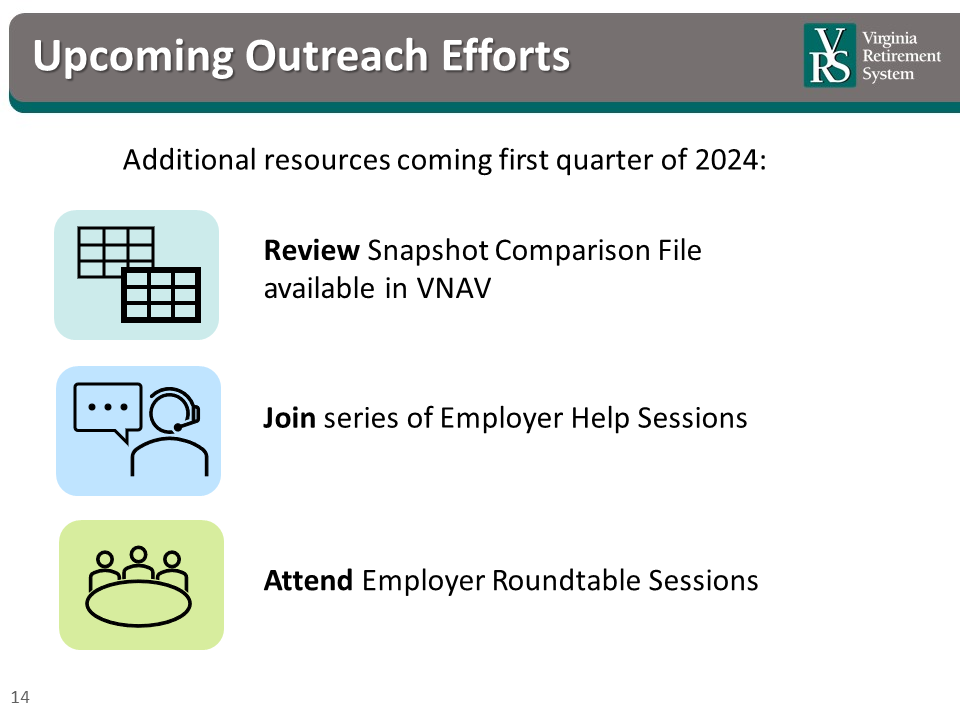 Upcoming Outreach Efforts
VRS
Virginia
Retirement
System
Additional resources coming first quarter of 2024:
Review Snapshot Comparison File
available in VNAV
Join series of Employer Help Sessions
Attend Employer Roundtable Sessions
14